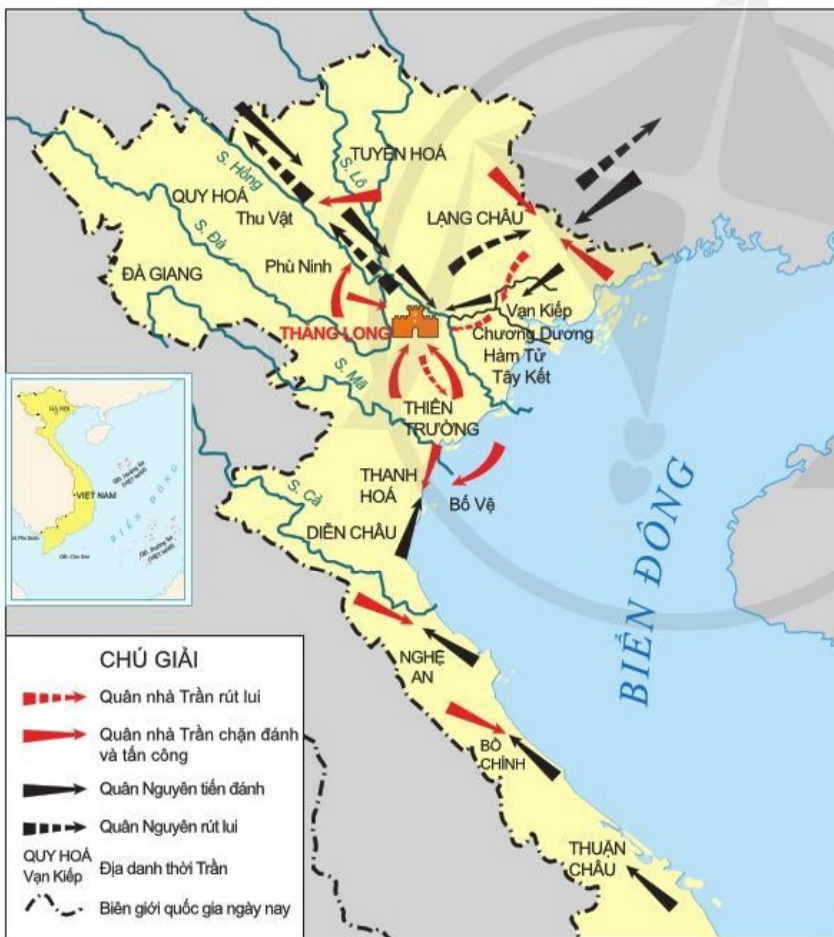 TUYÊN HOÁ
S. Hồng
S. Lô
QUY HOÁ
Thu Vật
LẠNG CHÂU
S. Đà
Phù Ninh
ĐÀ GIANG
Vạn Kiếp
THĂNG LONG
Chương Dương
Hàm Tử
Tây Kết
S. Mã
THIÊN
TRƯỜNG
THANH
HOÁ
Bố Vệ
S. Cả
DIỄN CHÂU
BIỂN ĐÔNG
NGHỆ
AN
BỐ
CHÍNH
THUẬN
CHÂU
HÀ NỘI
VIỆT NAM
BIỂN ĐÔNG
CHÚ GIẢI
Quân nhà Trần rút lui
Quân nhà Trần chặn đánh
và tấn công
Quân Nguyên tiến đánh
Quân Nguyên rút lui
QUY HOÁ
Vạn Kiếp
Địa danh thời Trần
Biên giới quốc gia ngày nay